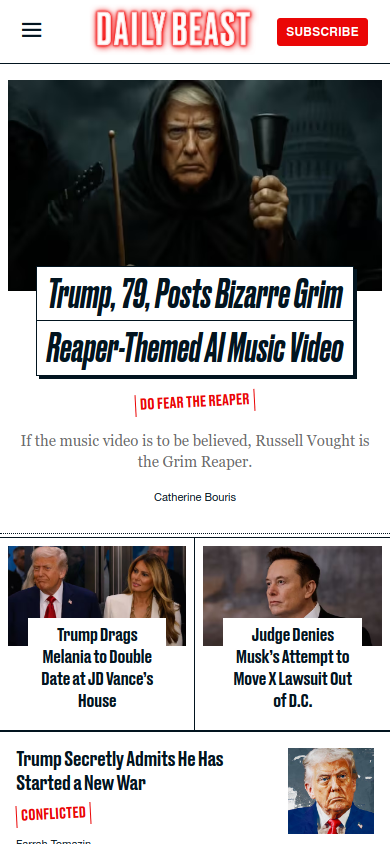 DAILY BEAST
SUBSCRIBE
Trump, 79, Posts Bizarre Grim
Reaper-Themed AI Music Video
DO FEAR THE REAPER
If the music video is to be believed, Russell Vought is
the Grim Reaper.
Catherine Bouris
Trump Drags
Melania to Double
Date at JD Vance's
House
Judge Denies
Musk's Attempt to
Move X Lawsuit Out
of D.C.
Trump Secretly Admits He Has
Started a New War
CONFLICTED
Farrah Tomazin